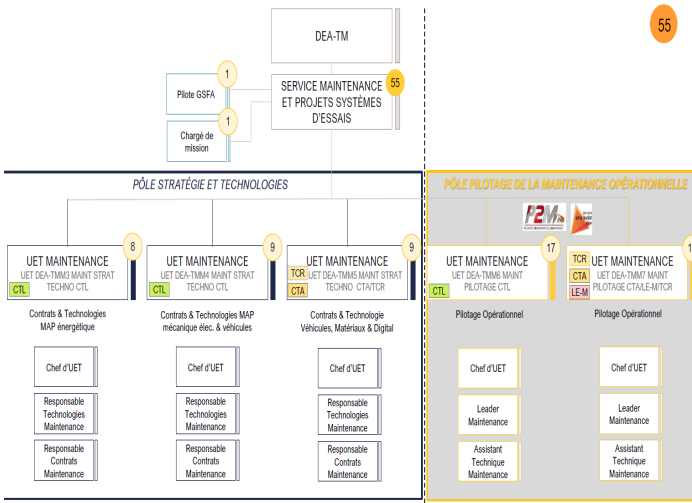 55
DEA-TM
1
Pilote GSFA
SERVICE MAINTENANCE
ET PROJETS SYSTÈMES
D'ESSAIS
55
1
Chargé de
mission
PÔLE STRATÉGIE ET TECHNOLOGIES
PÔLE PILOTAGE DE LA MAINTENANCE OPÉRATIONNELLE
P2M
8
UET MAINTENANCE
UET DEA-TMM3 MAINT STRAT
TECHNO CTL
CTL
9
UET MAINTENANCE
UET DEA-TMM4 MAINT STRAT
TECHNO CTL
CTL
9
UET MAINTENANCE
TCR
UET DEA-TMM5 MAINT STRAT
TECHNO CTA/TCR
CTA
17
UET MAINTENANCE
UET DEA-TMM6 MAINT
PILOTAGE CTL
CTL
TCR
UET MAINTENANCE
CTA
UET DEA-TMM7 MAINT
PILOTAGE CTA/LE-M/TCR
LE-M
Contrats & Technologies
MAP énergétique
Contrats & Technologies MAP
mécanique élec. & véhicules
Contrats & Technologie
Véhicules, Matériaux & Digital
Pilotage Opérationnel
Pilotage Opérationnel
Chef d'UET
Chef d'UET
Chef d'UET
Chef d'UET
Chef d'UET
Responsable
Technologies
Maintenance
Responsable
Technologies
Maintenance
Responsable
Technologies
Maintenance
Leader
Maintenance
Leader
Maintenance
Responsable
Contrats
Maintenance
Responsable
Contrats
Maintenance
Responsable
Contrats
Maintenance
Assistant
Technique
Maintenance
Assistant
Technique
Maintenance